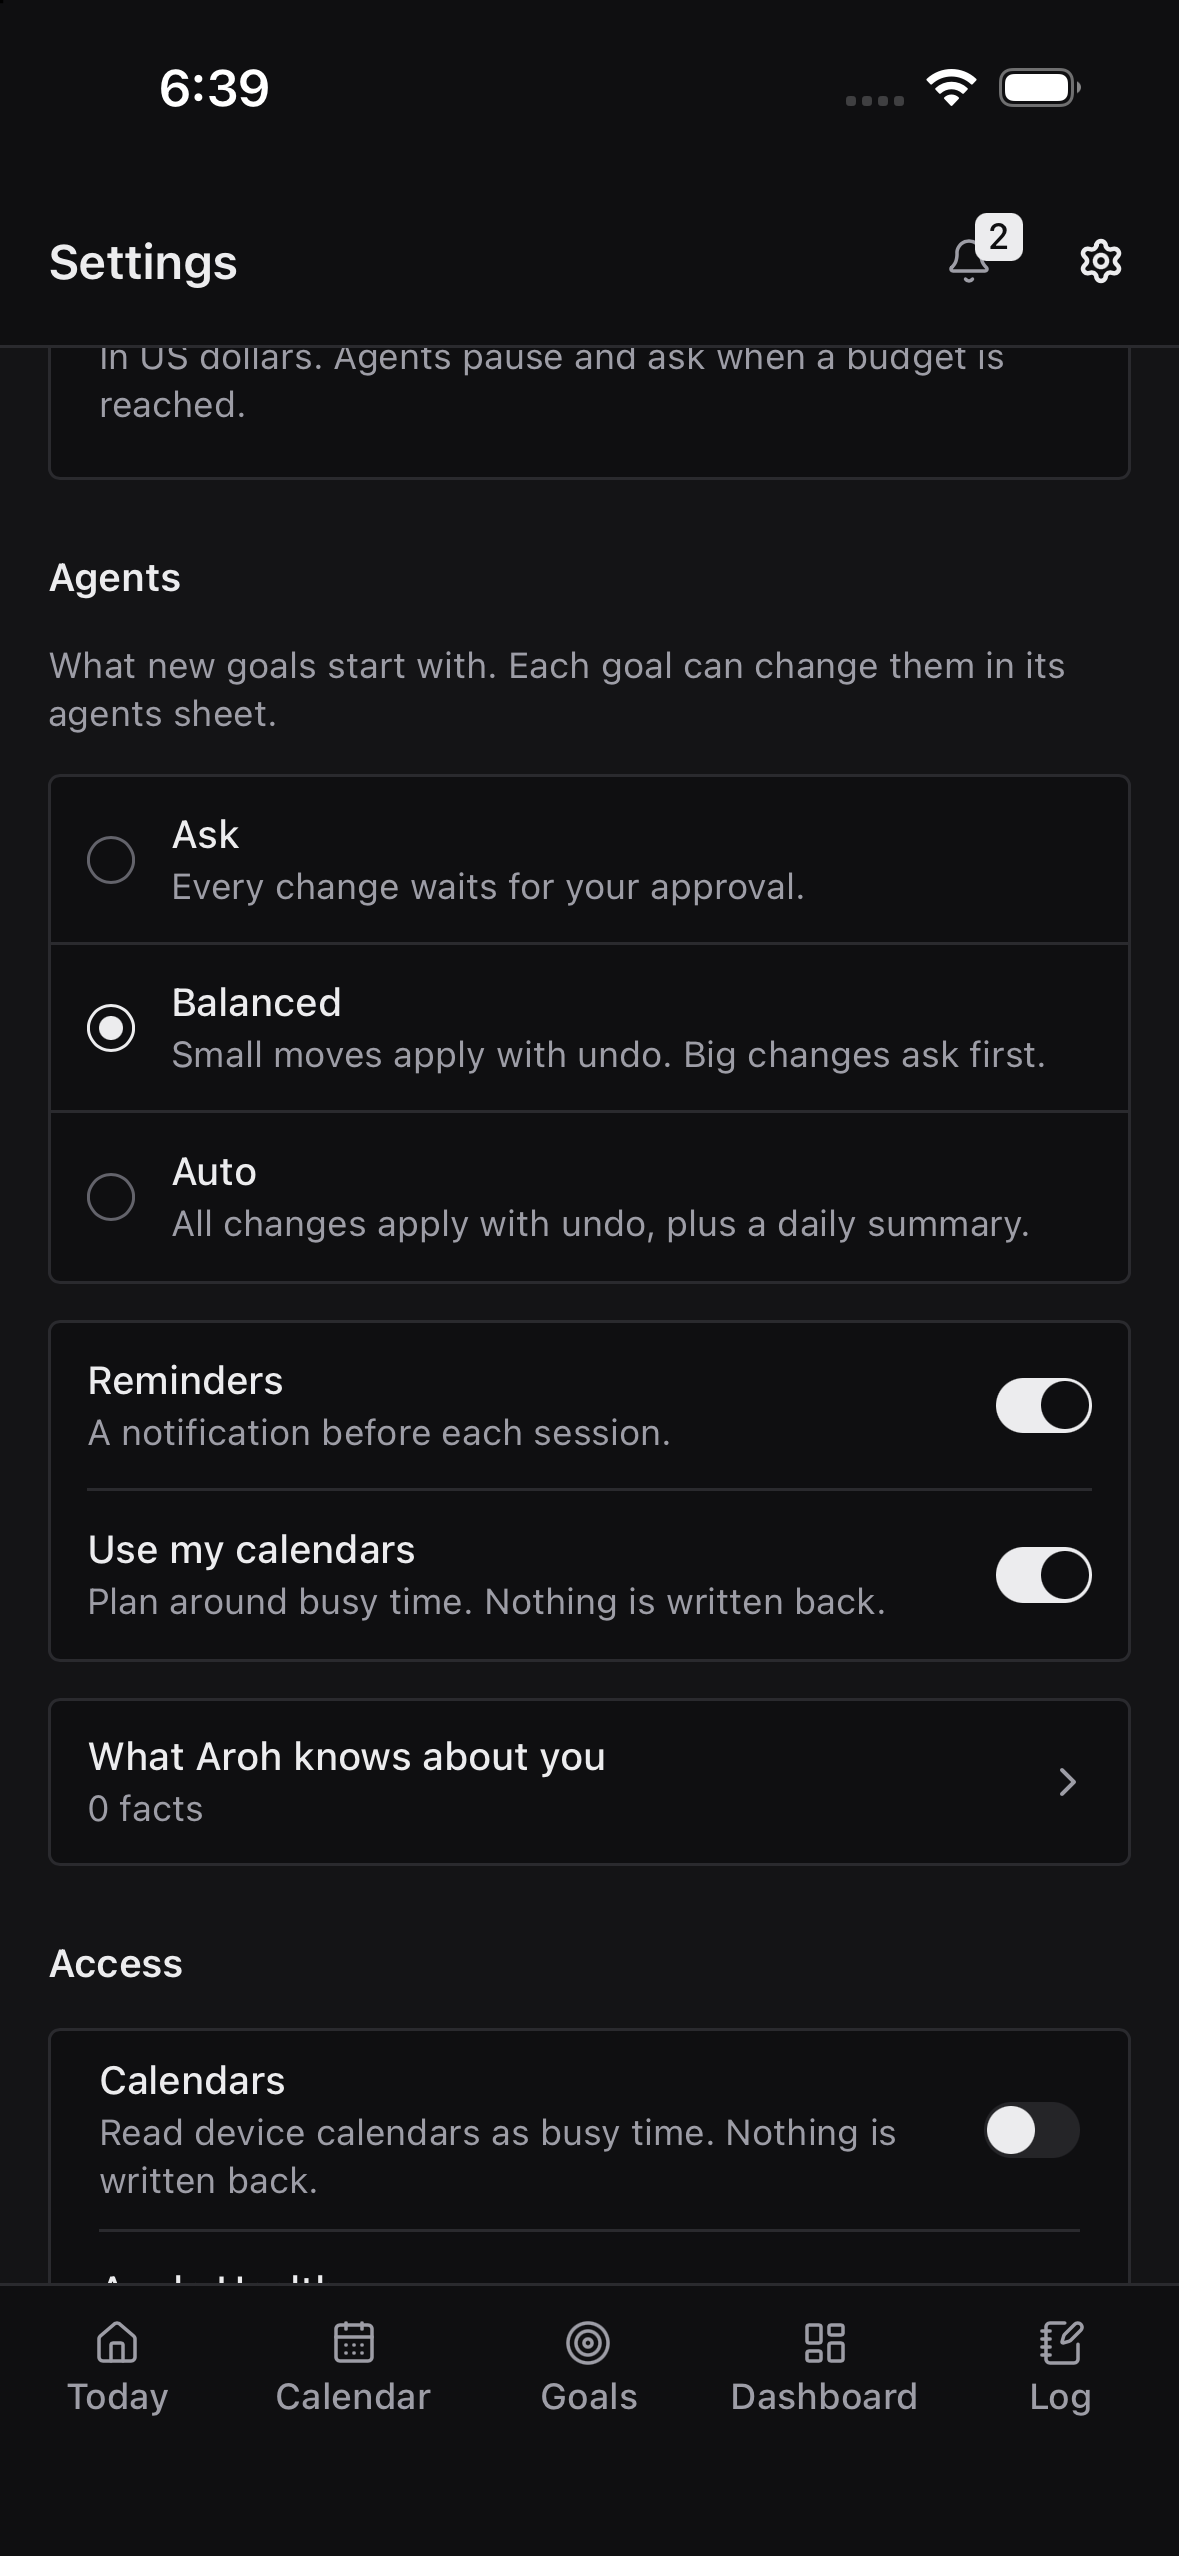 6:39
Settings
2
In US dollars. Agents pause and ask when a budget is
reached.
Agents
What new goals start with. Each goal can change them in its
agents sheet.
Ask
Every change waits for your approval.
Balanced
Small moves apply with undo. Big changes ask first.
Auto
All changes apply with undo, plus a daily summary.
Reminders
A notification before each session.
Use my calendars
Plan around busy time. Nothing is written back.
What Aroh knows about you
0 facts
Access
Calendars
Read device calendars as busy time. Nothing is
written back.
Today
Calendar
Goals
Dashboard
Log